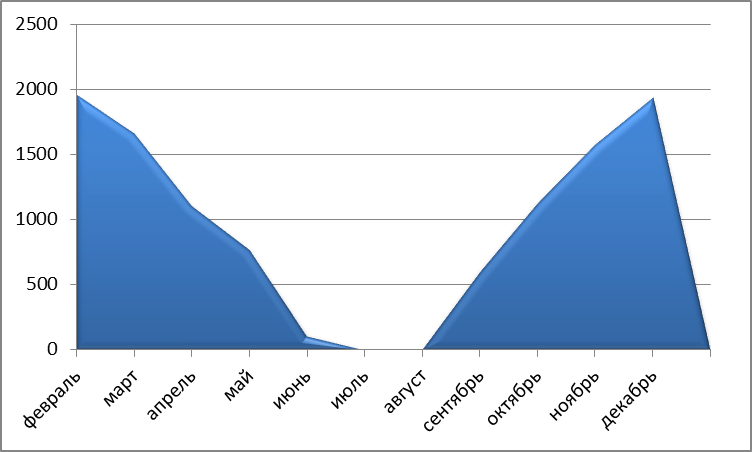 2500
2000
1500
1000
500
0
февраль
март
апрель
май
июнь
июль
август
сентябрь
октябрь
ноябрь
декабрь